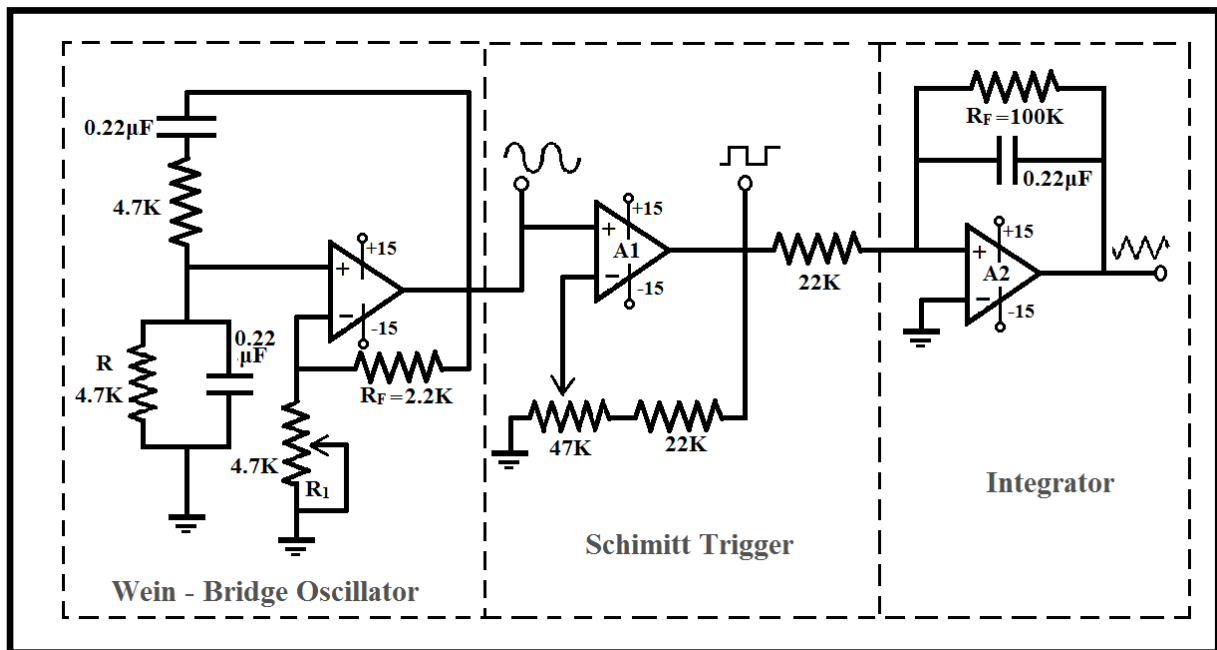 0.22µF
4.7K
+15
+
−
-15
R
4.7K
0.22
µF
RF =2.2K
4.7K
R1
Wein - Bridge Oscillator
+15
+
A1
−
-15
22K
47K
22K
Schimitt Trigger
RF =100K
0.22µF
+15
+
A2
−
-15
Integrator